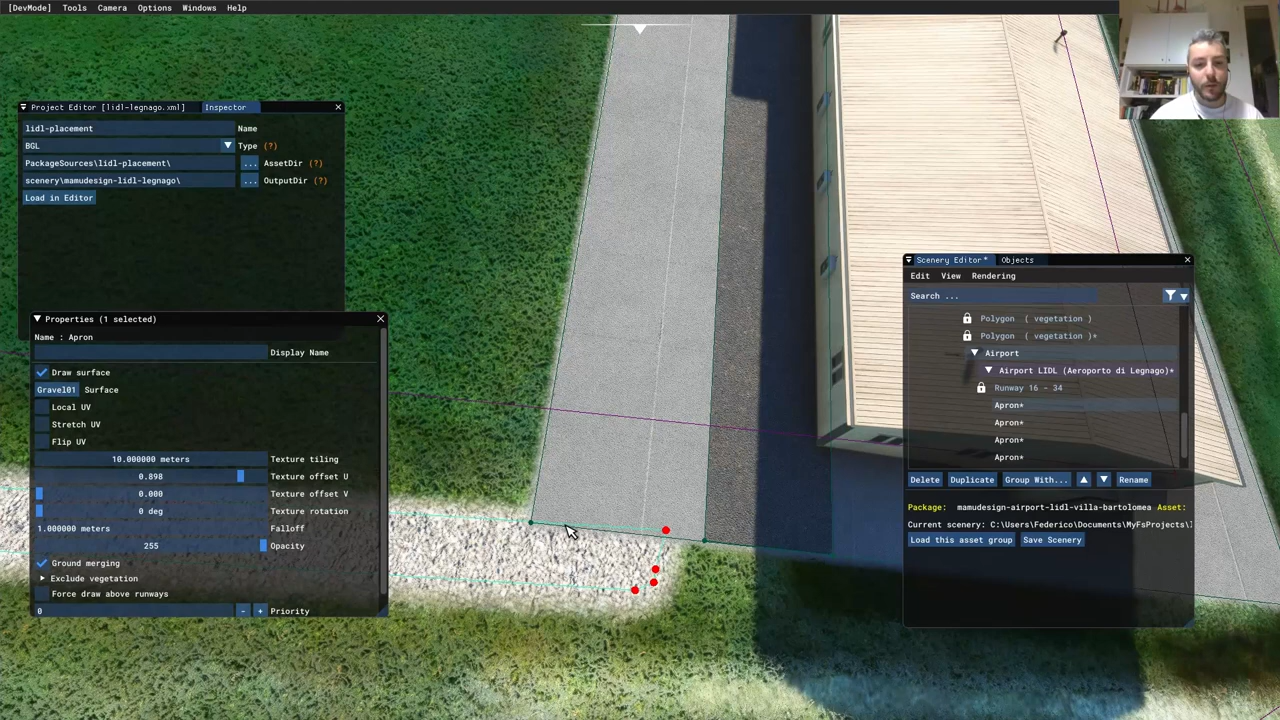 [DevMode] Tools Camera Options Windows Help
Project Editor [lidl-legnago.xml] Inspector
lidl-placement Name
BGL Type (?)
PackageSources\lidl-placement\ ... AssetDir (?)
scenery\mamudesign-lidl-legnago\ ... OutputDir (?)
Load in Editor
Properties (1 selected)
Name : Apron
Display Name
Draw surface
Gravel01 Surface
Local UV
Stretch UV
Flip UV
10.000000 meters Texture tiling
0.898 Texture offset U
0.000 Texture offset V
0 deg Texture rotation
1.000000 meters Falloff
255 Opacity
Ground merging
Exclude vegetation
Force draw above runways
0 - + Priority
Scenery Editor* Objects
Edit View Rendering
Search ...
Polygon ( vegetation )
Polygon ( vegetation )*
Airport
Airport LIDL (Aeroporto di Legnago)*
Runway 16 - 34
Apron*
Apron*
Apron*
Apron*
Delete Duplicate Group With... Rename
Package: mamudesign-airport-lidl-villa-bartolomea Asset:
Current scenery: C:\Users\Federico\Documents\MyFsProjects\
Load this asset group Save Scenery